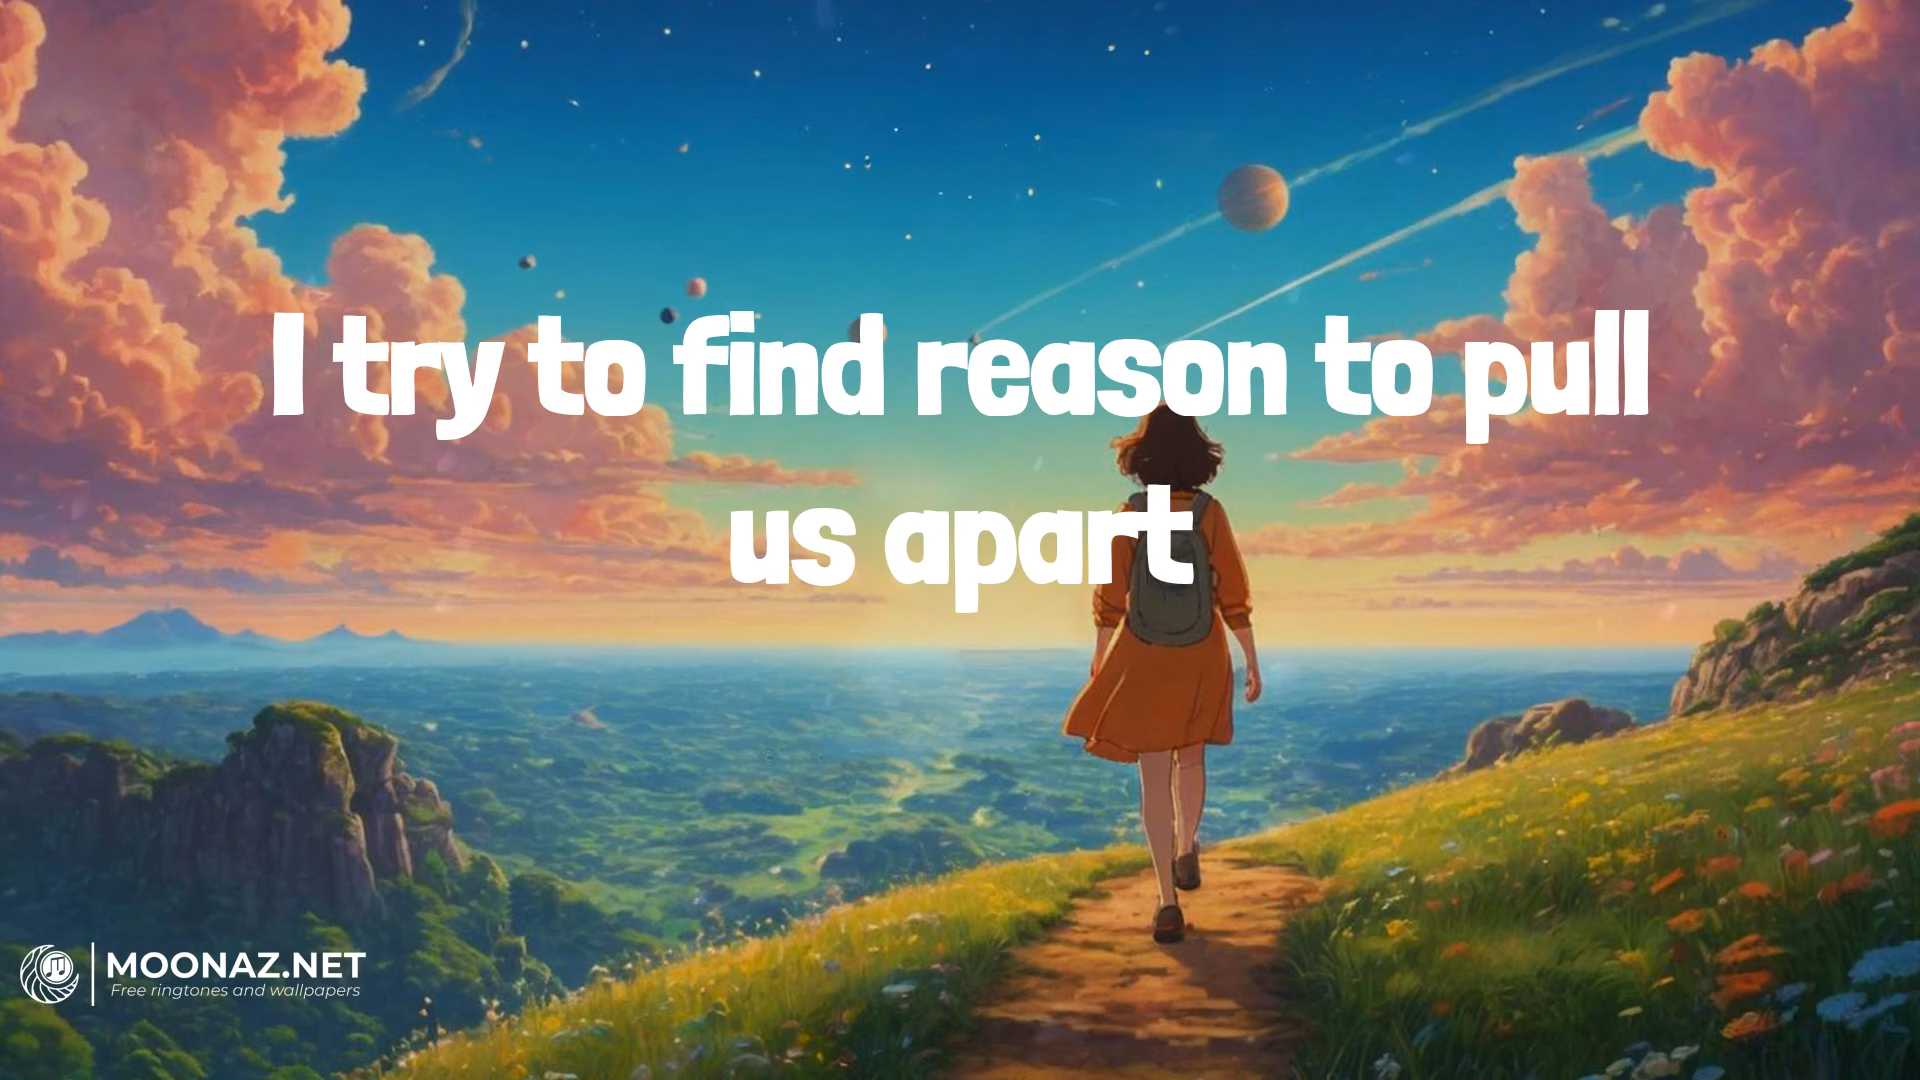 I try to find reason to pull
us apart
MOONAZ.NET
Free ringtones and wallpapers